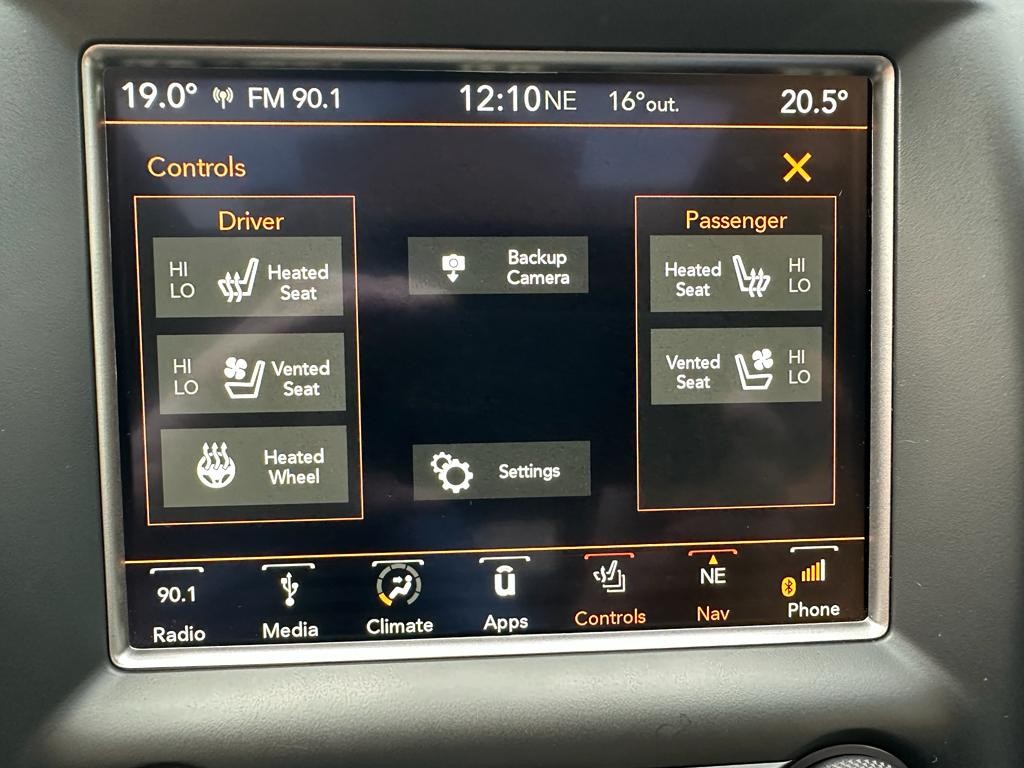 19.0° FM 90.1 12:10 NE 16°out. 20.5°
Controls
Driver
HI
LO
Heated
Seat
HI
LO
Vented
Seat
Heated
Wheel
Backup
Camera
Settings
Passenger
Heated
Seat
HI
LO
Vented
Seat
HI
LO
90.1
Radio
Media
Climate
Apps
Controls
NE
Nav
Phone